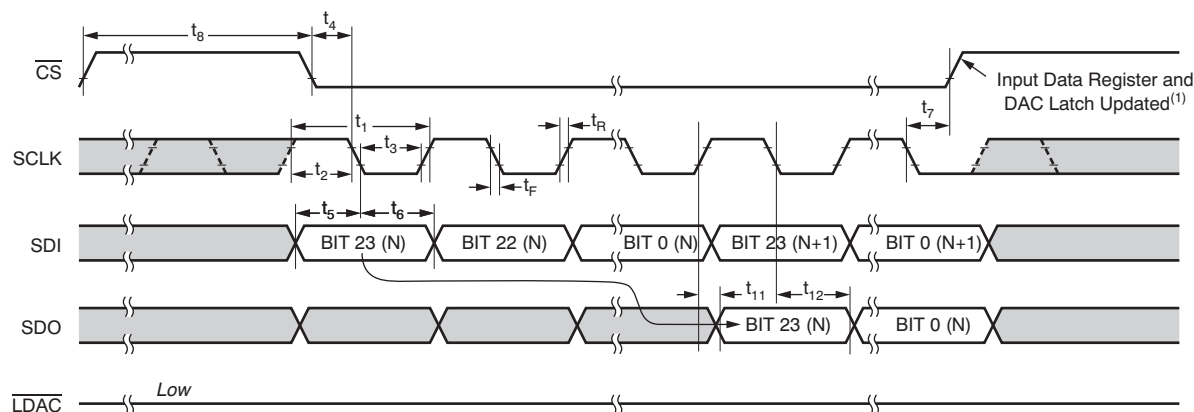 t8
t4
CS
Input Data Register and
DAC Latch Updated(1)
t7
t1
tR
SCLK
t3
t2
tF
t5
t6
SDI
BIT 23 (N)
BIT 22 (N)
BIT 0 (N)
BIT 23 (N+1)
BIT 0 (N+1)
t11
t12
SDO
BIT 23 (N)
BIT 0 (N)
Low
LDAC